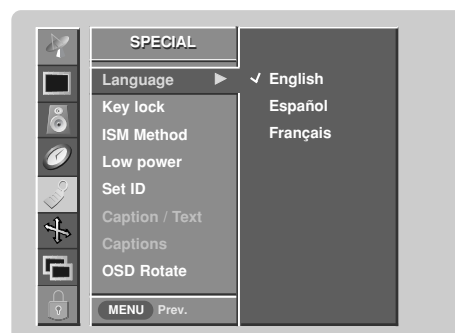 SPECIAL
Language ▶ ✓ English
Key lock Español
ISM Method Français
Low power
Set ID
Caption / Text
Captions
OSD Rotate
MENU Prev.